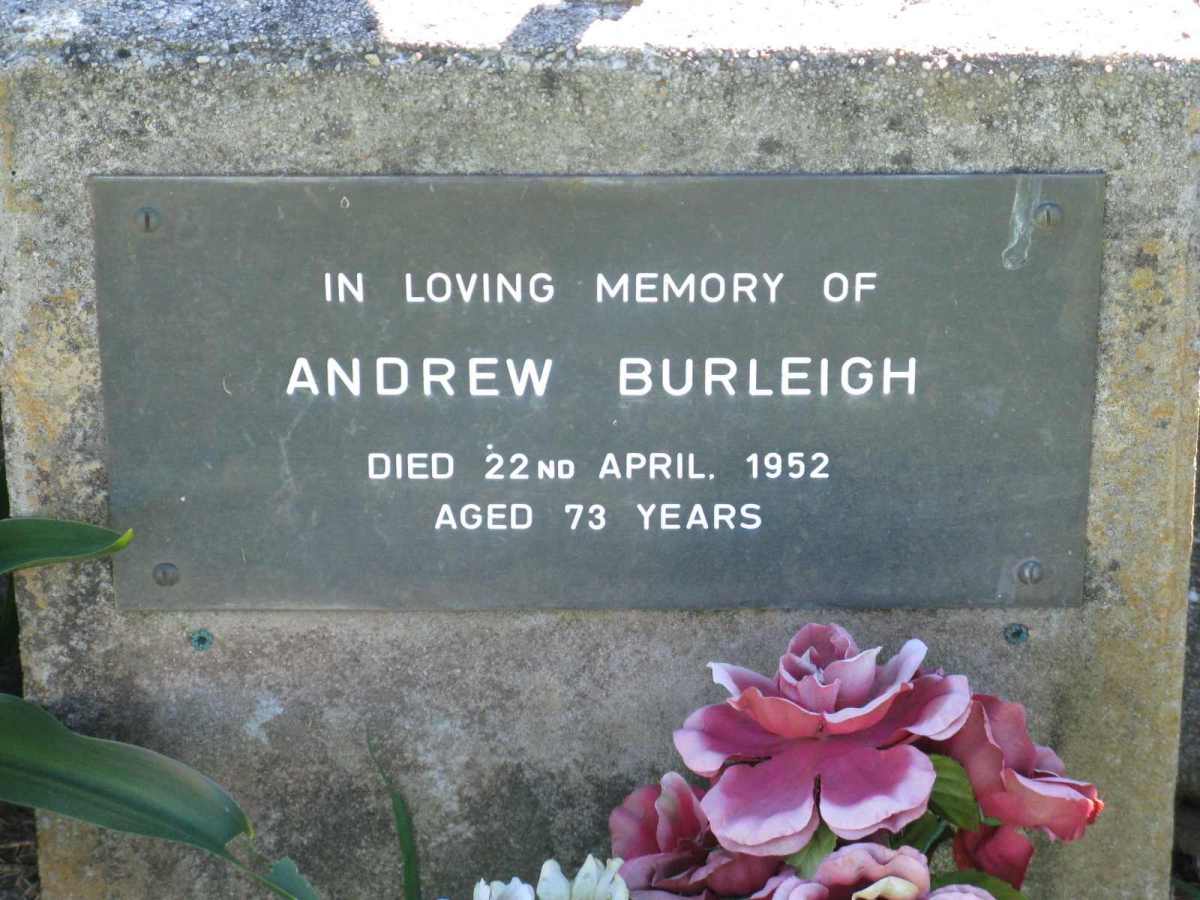 IN LOVING MEMORY OF
ANDREW BURLEIGH
DIED 22ND APRIL, 1952
AGED 73 YEARS